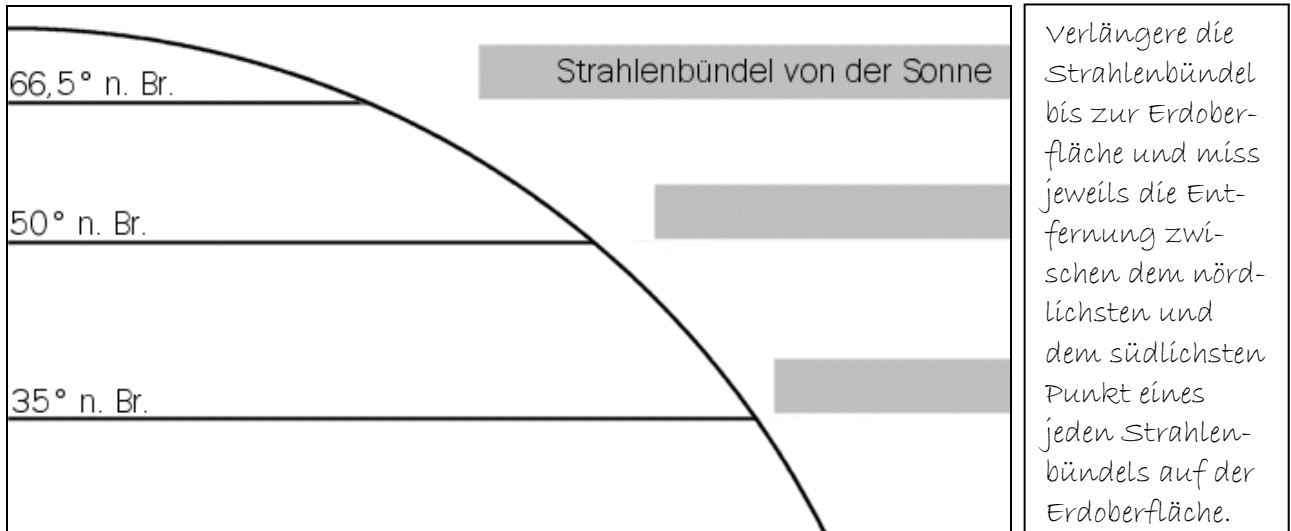 66,5° n. Br.
Strahlenbündel von der Sonne
50° n. Br.
35° n. Br.
Verlängere die
Strahlenbündel
bis zur Erdober-
fläche und miss
jeweils die Ent-
fernung zwi-
schen dem nörd-
lichsten und
dem südlichsten
Punkt eines
jeden Strahlen-
bündels auf der
Erdoberfläche.